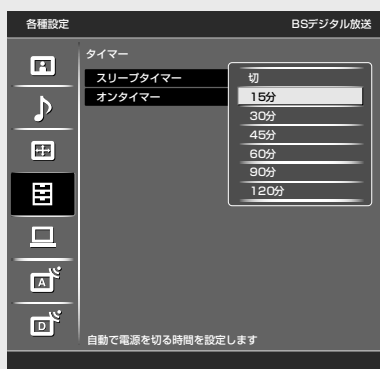 各種設定
BSデジタル放送
タイマー
スリープタイマー
切
オンタイマー
15分
30分
45分
60分
90分
120分
A
D
自動で電源を切る時間を設定します